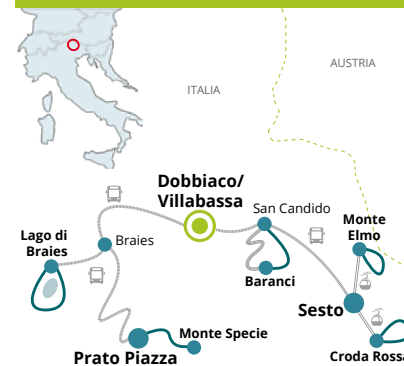 AUSTRIA
ITALIA
Dobbiaco/
Villabassa
San Candido
Monte
Elmo
Lago di
Braies
Braies
Baranci
Sesto
Monte Specie
Prato Piazza
Croda Rossa